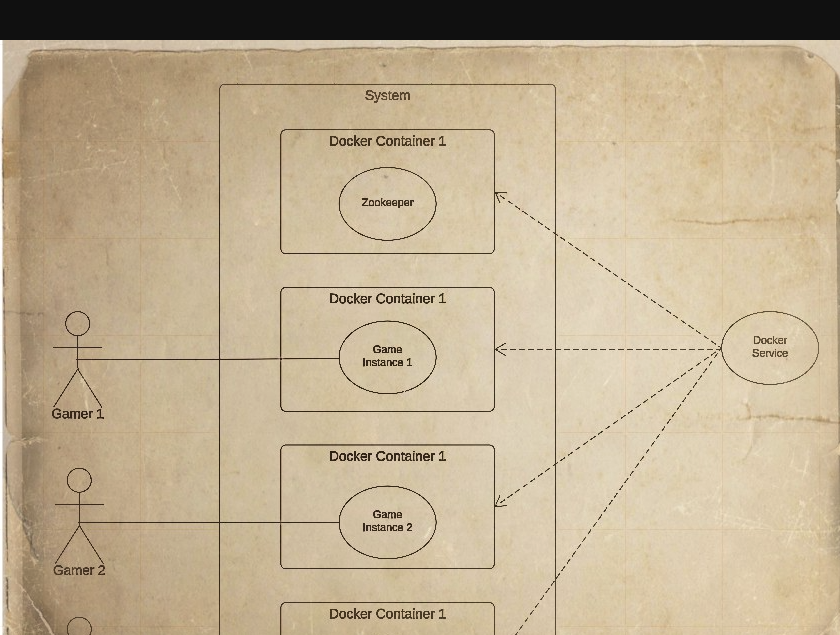 System
Docker Container 1
Zookeeper
Docker Container 1
Game
Instance 1
Docker
Service
Gamer 1
Docker Container 1
Game
Instance 2
Gamer 2
Docker Container 1